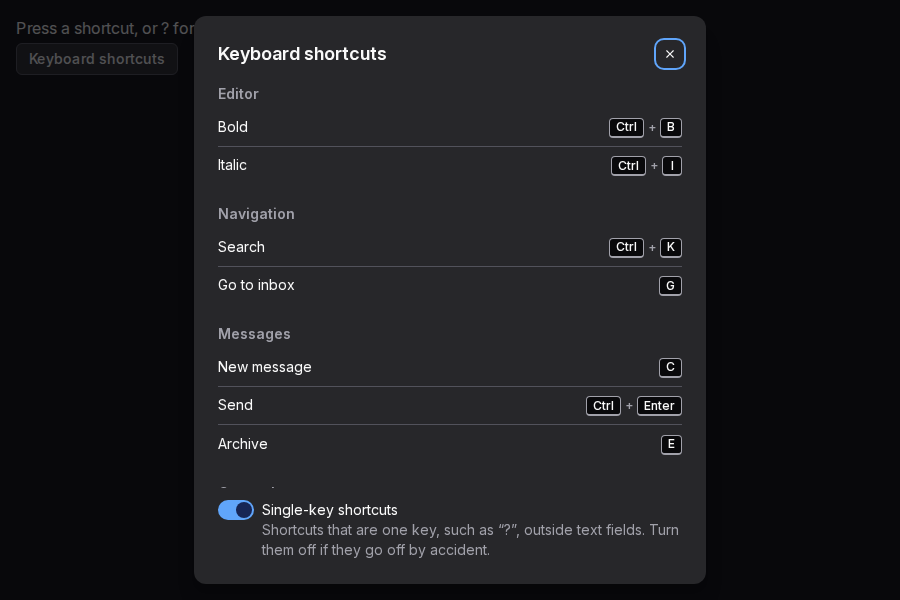 Press a shortcut, or ? for
Keyboard shortcuts
Keyboard shortcuts
Editor
Bold Ctrl + B
Italic Ctrl + I
Navigation
Search Ctrl + K
Go to inbox G
Messages
New message C
Send Ctrl + Enter
Archive E
Single-key shortcuts
Shortcuts that are one key, such as “?”, outside text fields. Turn
them off if they go off by accident.